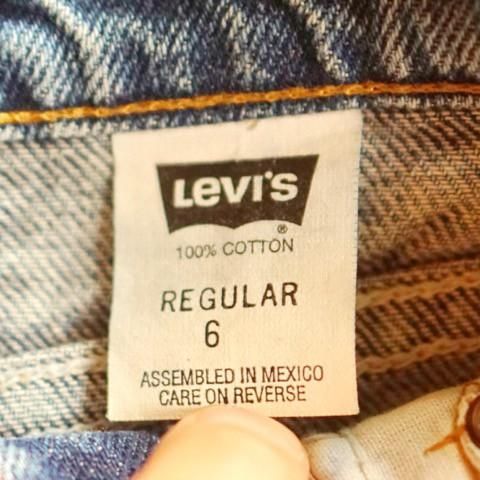 Levi's
®
100% COTTON
REGULAR
6
ASSEMBLED IN MEXICO
CARE ON REVERSE